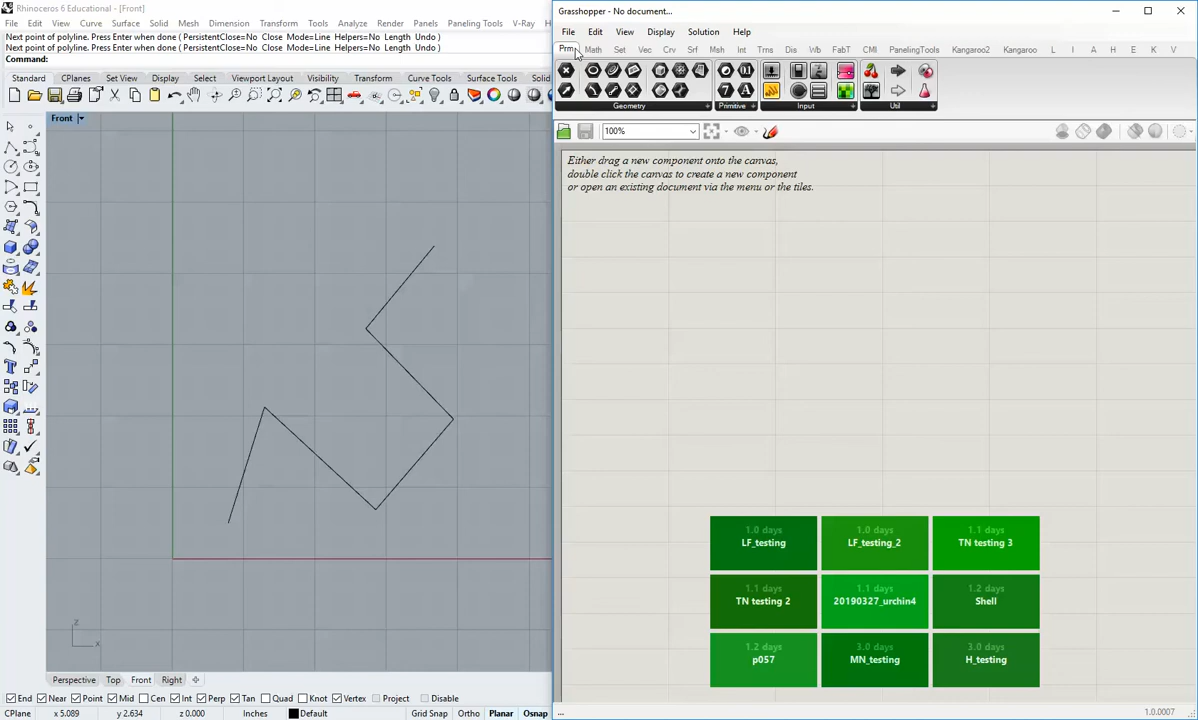 Rhinoceros 6 Educational - [Front]
File Edit View Curve Surface Solid Mesh Dimension Transform Tools Analyze Render Panels Paneling Tools V-Ray
Next point of polyline. Press Enter when done ( PersistentClose=No Close Mode=Line Helpers=No Length Undo )
Next point of polyline. Press Enter when done ( PersistentClose=No Close Mode=Line Helpers=No Length Undo )
Command:
Standard CPlanes Set View Display Select Viewport Layout Visibility Transform Curve Tools Surface Tools Solid
Front
z
x
Perspective Top Front Right
End Near Point Mid Cen Int Perp Tan Quad Knot Vertex Project Disable
CPlane x 5.089 y 2.634 z 0.000 Inches Default Grid Snap Ortho Planar Osnap
Grasshopper - No document...
File Edit View Display Solution Help
Prm Math Set Vec Crv Srf Msh Int Trns Dis Wb FabT CMI PanelingTools Kangaroo2 Kangaroo L I A H E K V
Geometry Primitive Input Util
100%
Either drag a new component onto the canvas,
double click the canvas to create a new component
or open an existing document via the menu or the tiles.
1.0 days
LF_testing
1.0 days
LF_testing_2
1.1 days
TN testing 3
1.1 days
TN testing 2
1.1 days
20190327_urchin4
1.2 days
Shell
1.2 days
p057
3.0 days
MN_testing
3.0 days
H_testing
...
1.0.0007